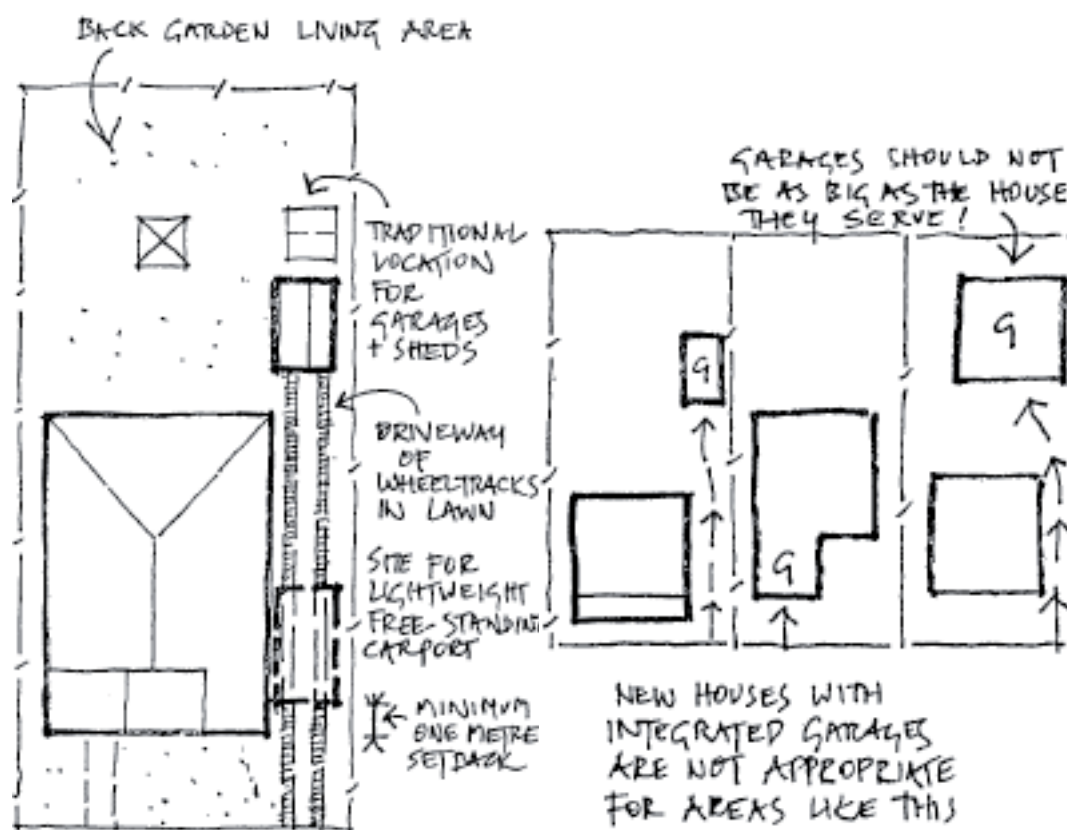 BACK GARDEN LIVING AREA
TRADITIONAL
LOCATION
FOR
GARAGES
+ SHEDS
DRIVEWAY
OF
WHEELTRACKS
IN LAWN
SITE FOR
LIGHTWEIGHT
FREE-STANDING
CARPORT
MINIMUM
ONE METRE
SETBACK
GARAGES SHOULD NOT
BE AS BIG AS THE HOUSE
THEY SERVE!
G
G
G
NEW HOUSES WITH
INTEGRATED GARAGES
ARE NOT APPROPRIATE
FOR AREAS LIKE THIS